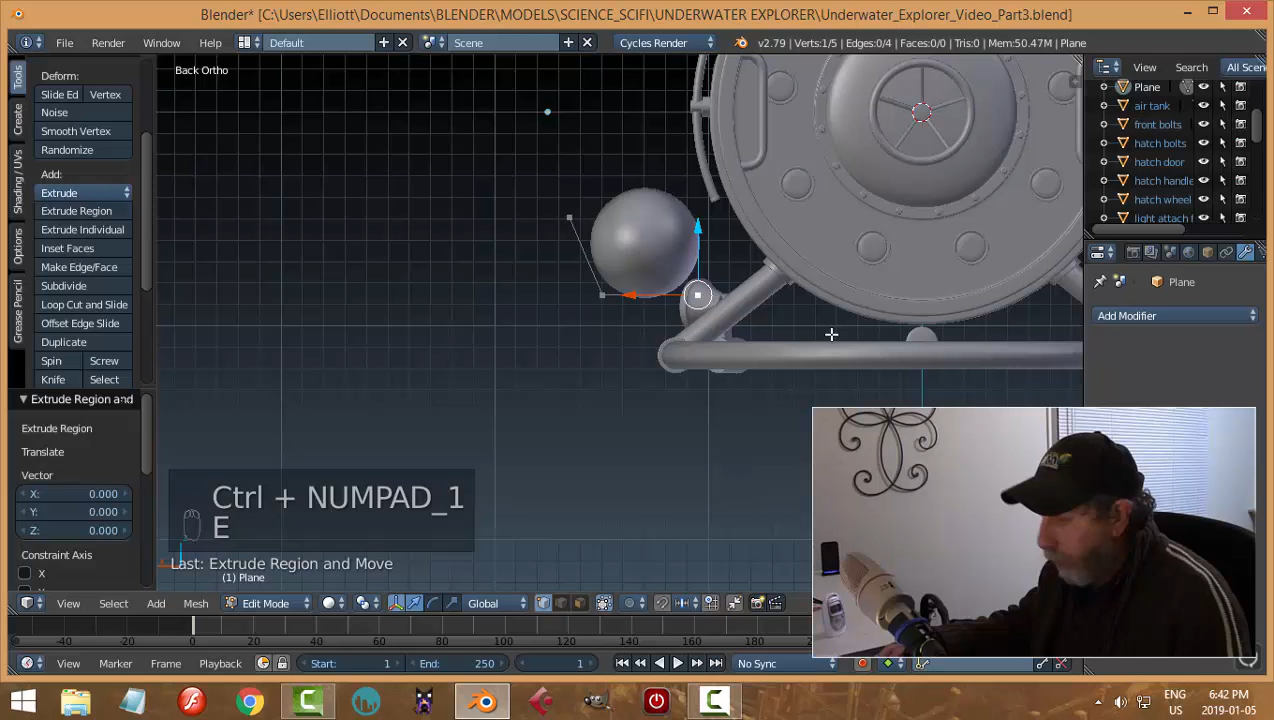 Blender* [C:\Users\Elliott\Documents\BLENDER\MODELS\SCIENCE_SCIFI\UNDERWATER EXPLORER\Underwater_Explorer_Video_Part3.blend]
File Render Window Help Default Scene Cycles Render v2.79 | Verts:1/5 | Edges:0/4 | Faces:0/0 | Tris:0 | Mem:50.47M | Plane
Tools
Create
Shading / UVs
Options
Grease Pencil
Deform:
Slide Ed Vertex
Noise
Smooth Vertex
Randomize
Add:
Extrude
Extrude Region
Extrude Individual
Inset Faces
Make Edge/Face
Subdivide
Loop Cut and Slide
Offset Edge Slide
Duplicate
Spin Screw
Knife Select
Extrude Region and
Extrude Region
Translate
Vector
X: 0.000
Y: 0.000
Z: 0.000
Constraint Axis
X
Back Ortho
Ctrl + NUMPAD_1
E
Last: Extrude Region and Move
(1) Plane
View Search All Scen
Plane
air tank
front bolts
hatch bolts
hatch door
hatch handle
hatch wheel
light attach f
Plane
Add Modifier
View Select Add Mesh Edit Mode Global
-40 -20 0 20 40 60 80 100 120 140 160 180
View Marker Frame Playback Start: 1 End: 250 1 No Sync
ENG
US
6:42 PM
2019-01-05